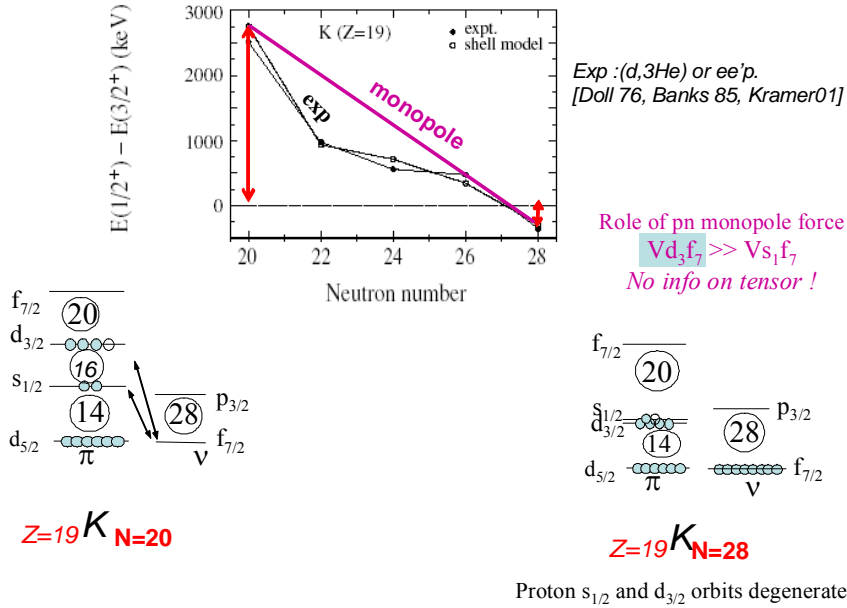 E(1/2⁺) − E(3/2⁺) (keV)
3000
2000
1000
0
K (Z=19)
expt.
shell model
exp
monopole
20
22
24
26
28
Neutron number
Exp :(d,3He) or ee'p.
[Doll 76, Banks 85, Kramer01]
Role of pn monopole force
Vd₃f₇ >> Vs₁f₇
No info on tensor !
f₇/₂
20
d₃/₂
16
s₁/₂
14
28
p₃/₂
d₅/₂
f₇/₂
π
ν
Z=19 K N=20
f₇/₂
20
s₁/₂
d₃/₂
p₃/₂
14
28
d₅/₂
f₇/₂
π
ν
Z=19 K N=28
Proton s₁/₂ and d₃/₂ orbits degenerate